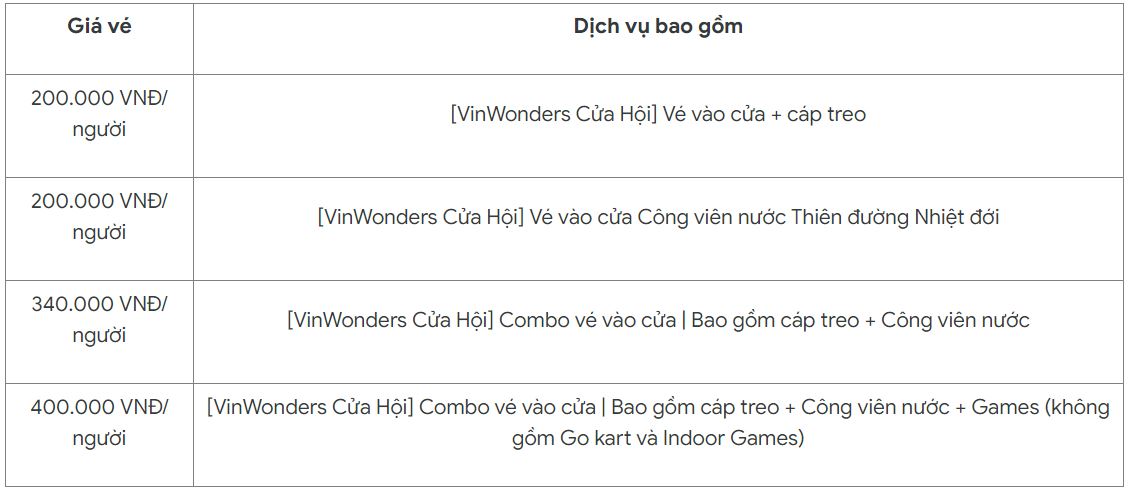 Giá vé
Dịch vụ bao gồm
200.000 VNĐ/
người
[VinWonders Cửa Hội] Vé vào cửa + cáp treo
200.000 VNĐ/
người
[VinWonders Cửa Hội] Vé vào cửa Công viên nước Thiên đường Nhiệt đới
340.000 VNĐ/
người
[VinWonders Cửa Hội] Combo vé vào cửa | Bao gồm cáp treo + Công viên nước
400.000 VNĐ/
người
[VinWonders Cửa Hội] Combo vé vào cửa | Bao gồm cáp treo + Công viên nước + Games (không
gồm Go kart và Indoor Games)